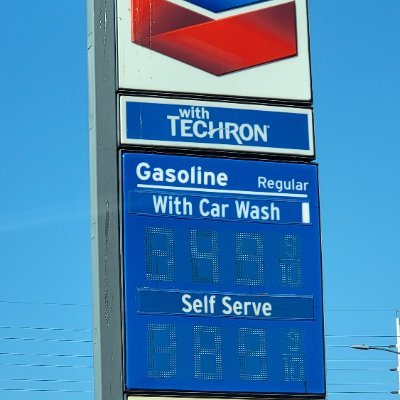 with
TECHRON
Gasoline Regular
With Car Wash
Self Serve